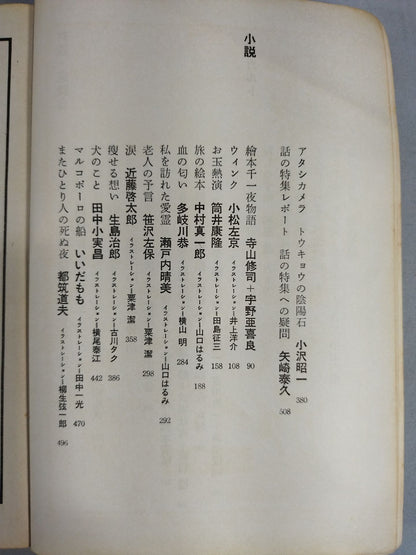 アタシカメラ トウキョウの陰陽石 小沢昭一 380
話の特集レポート 話の特集への疑問 矢崎泰久 508
小説
繪本千一夜物語 寺山修司+宇野亜喜良 90
ウィンク 小松左京 イラストレーション―井上洋介 108
お玉熱演 筒井康隆 イラストレーション―田島征三 158
旅の絵本 中村真一郎 イラストレーション―山口はるみ 188
血の匂い 多岐川恭 イラストレーション―横山 明 284
私を訪れた愛霊 瀬戸内晴美 イラストレーション―山口はるみ 292
老人の予言 笹沢左保 イラストレーション―粟津 潔 298
涙 近藤啓太郎 イラストレーション―粟津 潔 358
瘦せる想い 生島治郎 イラストレーション―古川タク 386
犬のこと 田中小実昌 イラストレーション―横尾泰江 442
マルコポーロの船 いいだもも イラストレーション―田中一光 470
またひとり人の死ぬ夜 都筑道夫 イラストレーション―柳生弦一郎 496